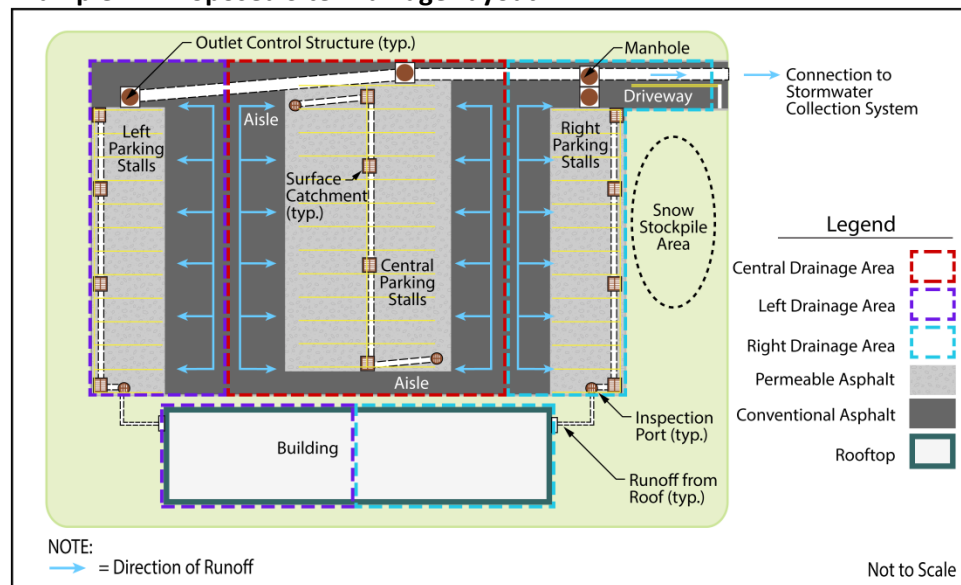 Outlet Control Structure (typ.)
Manhole
Connection to
Stormwater
Collection System
Driveway
Aisle
Left
Parking
Stalls
Right
Parking
Stalls
Surface
Catchment
(typ.)
Snow
Stockpile
Area
Central
Parking
Stalls
Aisle
Building
Inspection
Port (typ.)
Runoff from
Roof (typ.)
Legend
Central Drainage Area
Left Drainage Area
Right Drainage Area
Permeable Asphalt
Conventional Asphalt
Rooftop
NOTE:
= Direction of Runoff
Not to Scale